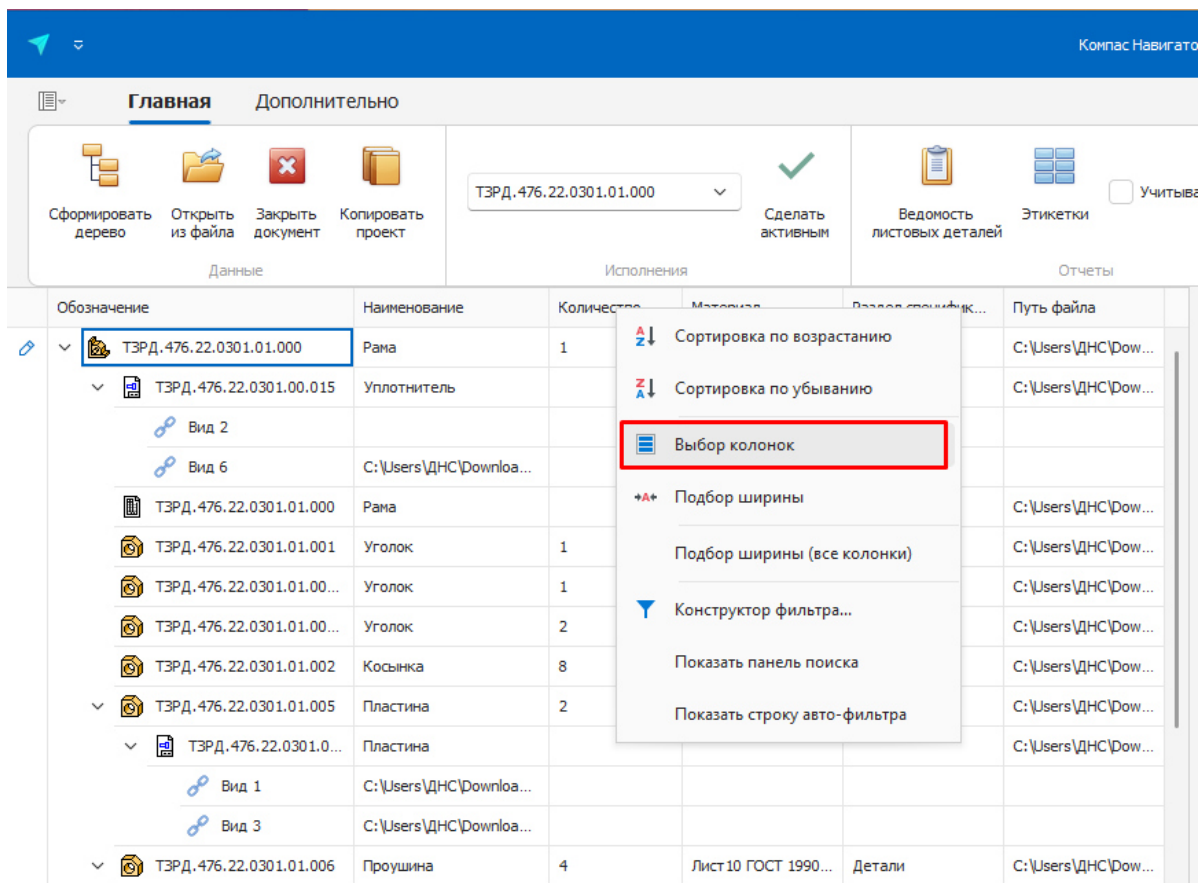 Компас Навигато
Главная Дополнительно
Сформировать дерево
Открыть из файла
Закрыть документ
Копировать проект
Данные
ТЗРД.476.22.0301.01.000
Сделать активным
Исполнения
Ведомость листовых деталей
Этикетки
Учитыва
Отчеты
Обозначение Наименование Количество Материал Раздел специфик... Путь файла
ТЗРД.476.22.0301.01.000 Рама 1 C:\Users\ДНС\Dow...
ТЗРД.476.22.0301.00.015 Уплотнитель C:\Users\ДНС\Dow...
Вид 2
Вид 6 C:\Users\ДНС\Downloa...
ТЗРД.476.22.0301.01.000 Рама C:\Users\ДНС\Dow...
ТЗРД.476.22.0301.01.001 Уголок 1 C:\Users\ДНС\Dow...
ТЗРД.476.22.0301.01.00... Уголок 1 C:\Users\ДНС\Dow...
ТЗРД.476.22.0301.01.00... Уголок 2 C:\Users\ДНС\Dow...
ТЗРД.476.22.0301.01.002 Косынка 8 C:\Users\ДНС\Dow...
ТЗРД.476.22.0301.01.005 Пластина 2 C:\Users\ДНС\Dow...
ТЗРД.476.22.0301.0... Пластина C:\Users\ДНС\Dow...
Вид 1 C:\Users\ДНС\Downloa...
Вид 3 C:\Users\ДНС\Downloa...
ТЗРД.476.22.0301.01.006 Проушина 4 Лист10 ГОСТ 1990... Детали C:\Users\ДНС\Dow...
Сортировка по возрастанию
Сортировка по убыванию
Выбор колонок
Подбор ширины
Подбор ширины (все колонки)
Конструктор фильтра...
Показать панель поиска
Показать строку авто-фильтра